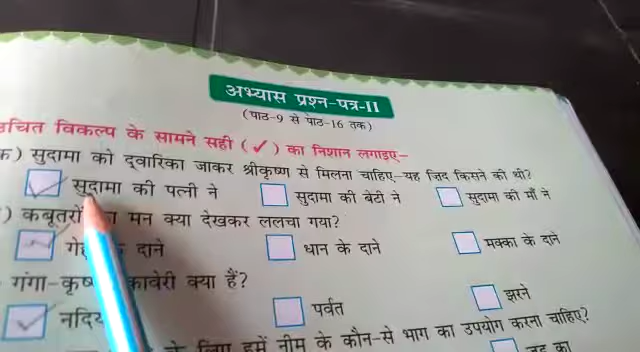 अभ्यास प्रश्न-पत्र-II
(पाठ-9 से पाठ-16 तक)
उचित विकल्प के सामने सही (✓) का निशान लगाइए–
क) सुदामा को द्वारिका जाकर श्रीकृष्ण से मिलना चाहिए–यह ज़िद किसने की थी?
सुदामा की पत्नी ने सुदामा की बेटी ने सुदामा की माँ ने
) कबूतरों का मन क्या देखकर ललचा गया?
के दाने धान के दाने मक्का के दाने
गंगा-कृष्णा कावेरी क्या हैं?
पर्वत झरने
के लिए हमें नीम के कौन-से भाग का उपयोग करना चाहिए?